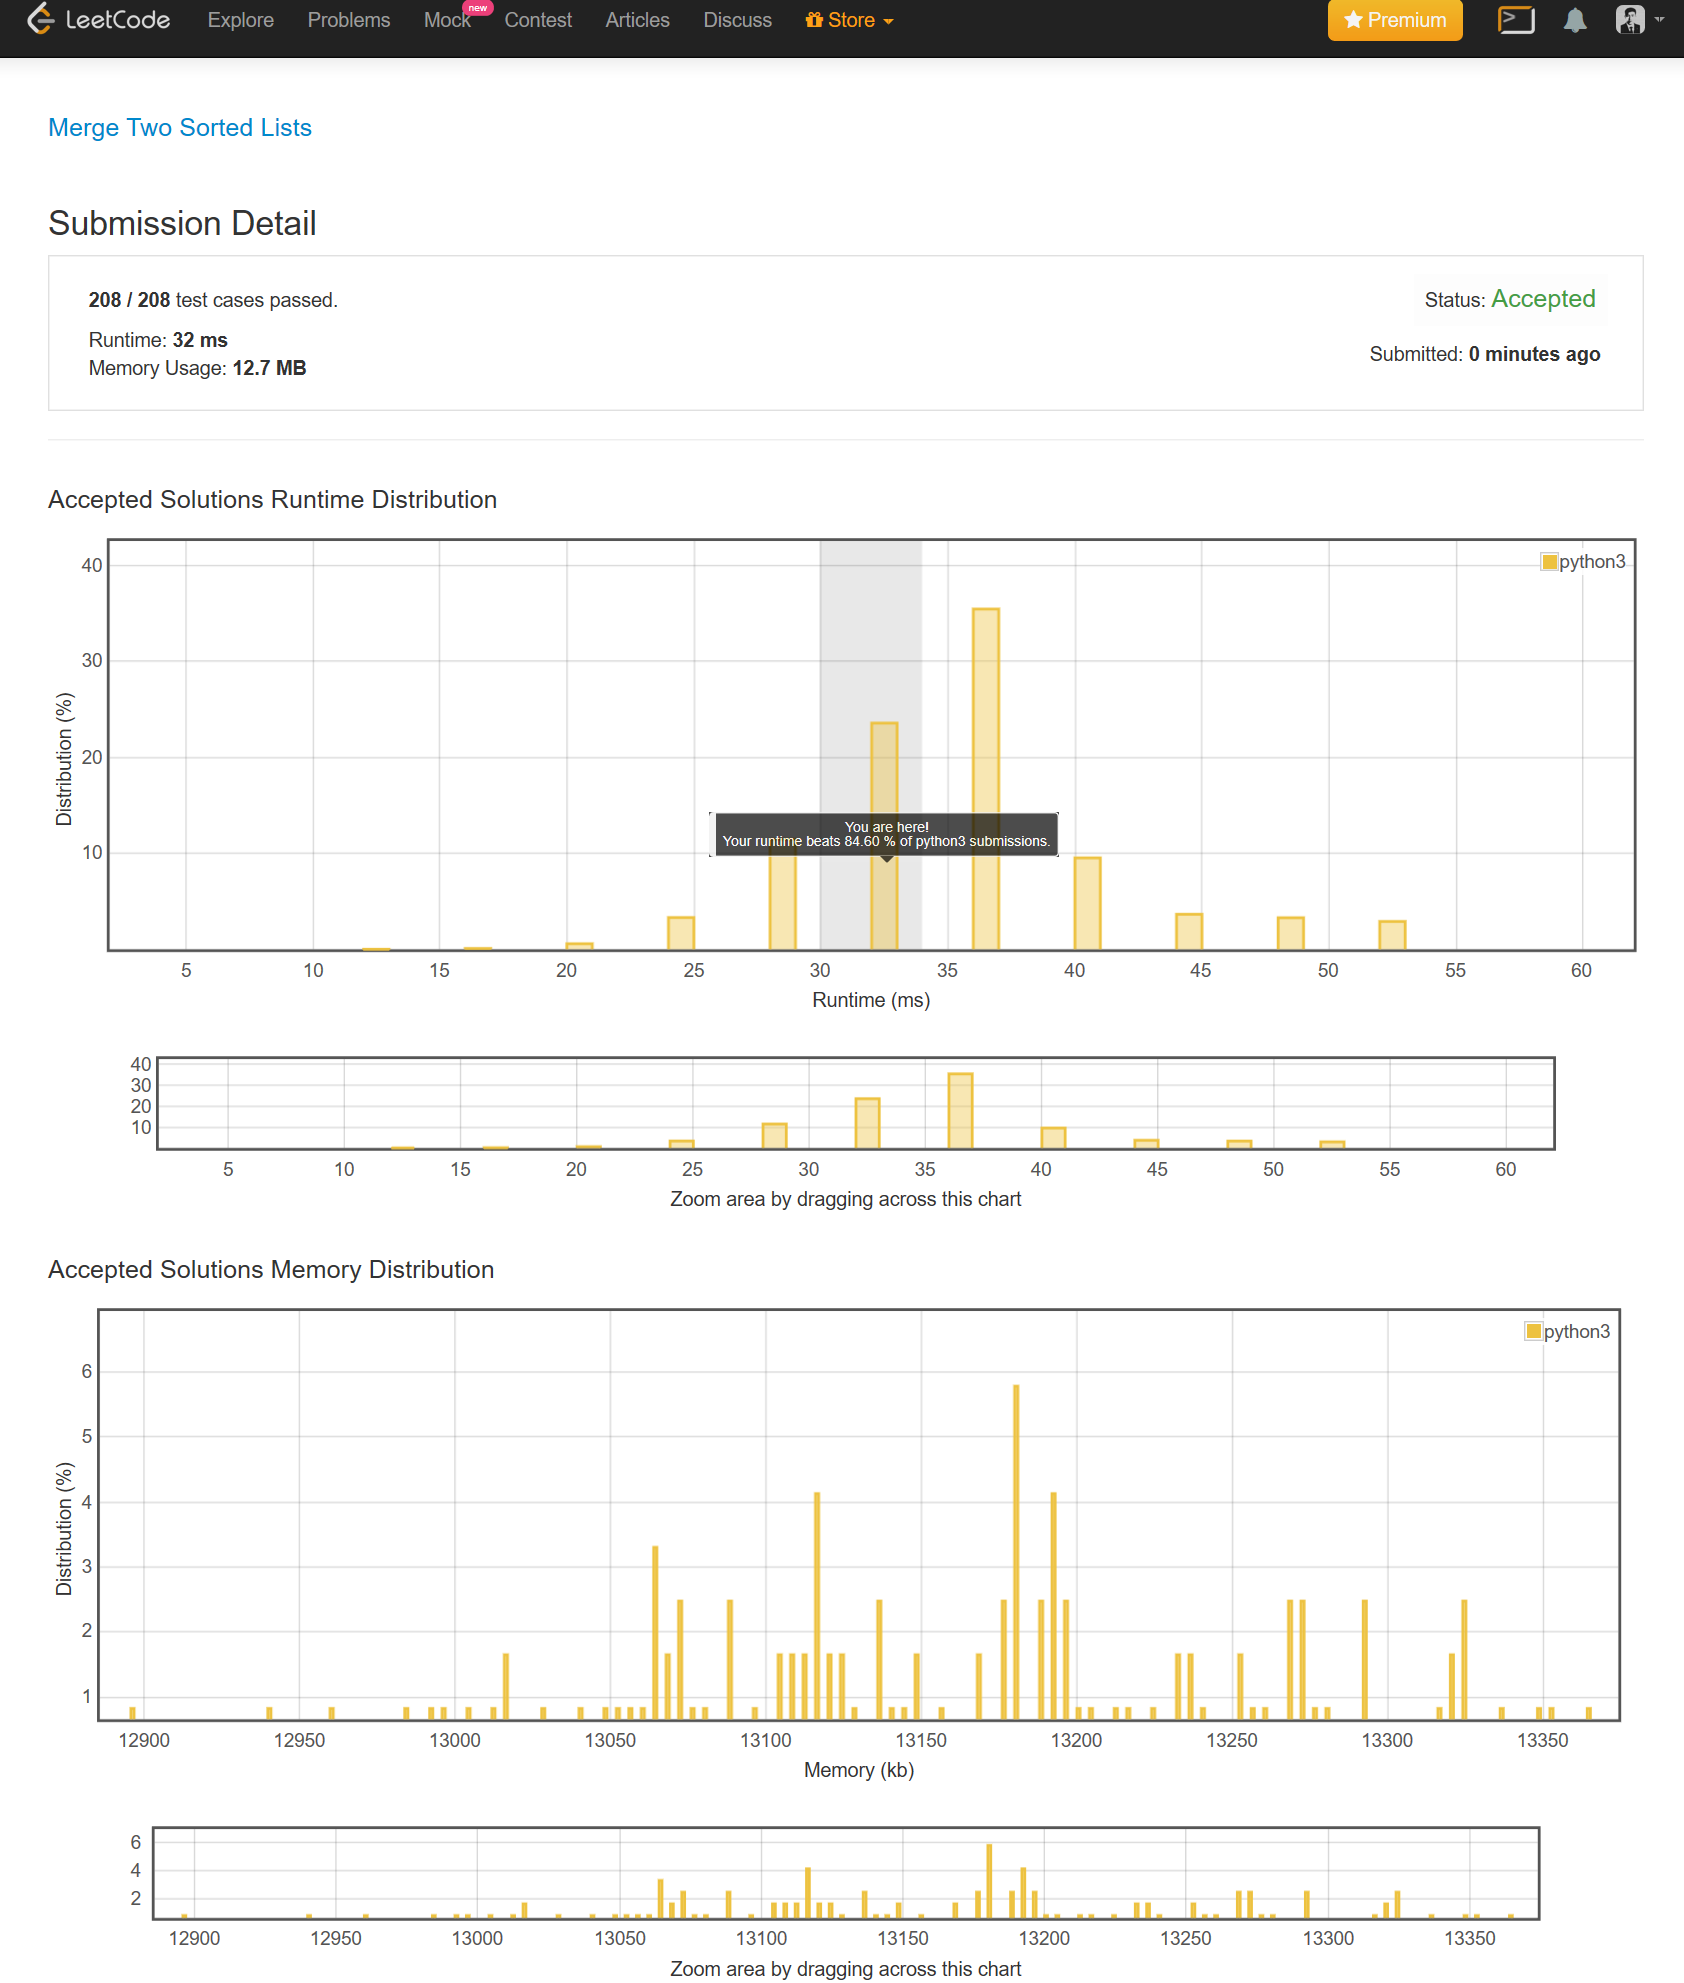 LeetCode Explore Problems Mock new Contest Articles Discuss Store Premium
Merge Two Sorted Lists
Submission Detail
208 / 208 test cases passed.
Status: Accepted
Runtime: 32 ms
Submitted: 0 minutes ago
Memory Usage: 12.7 MB
Accepted Solutions Runtime Distribution
python3
40
30
20
10
Distribution (%)
You are here!
Your runtime beats 84.60 % of python3 submissions.
5 10 15 20 25 30 35 40 45 50 55 60
Runtime (ms)
40
30
20
10
5 10 15 20 25 30 35 40 45 50 55 60
Zoom area by dragging across this chart
Accepted Solutions Memory Distribution
python3
6
5
4
3
2
1
Distribution (%)
12900 12950 13000 13050 13100 13150 13200 13250 13300 13350
Memory (kb)
6
4
2
12900 12950 13000 13050 13100 13150 13200 13250 13300 13350
Zoom area by dragging across this chart